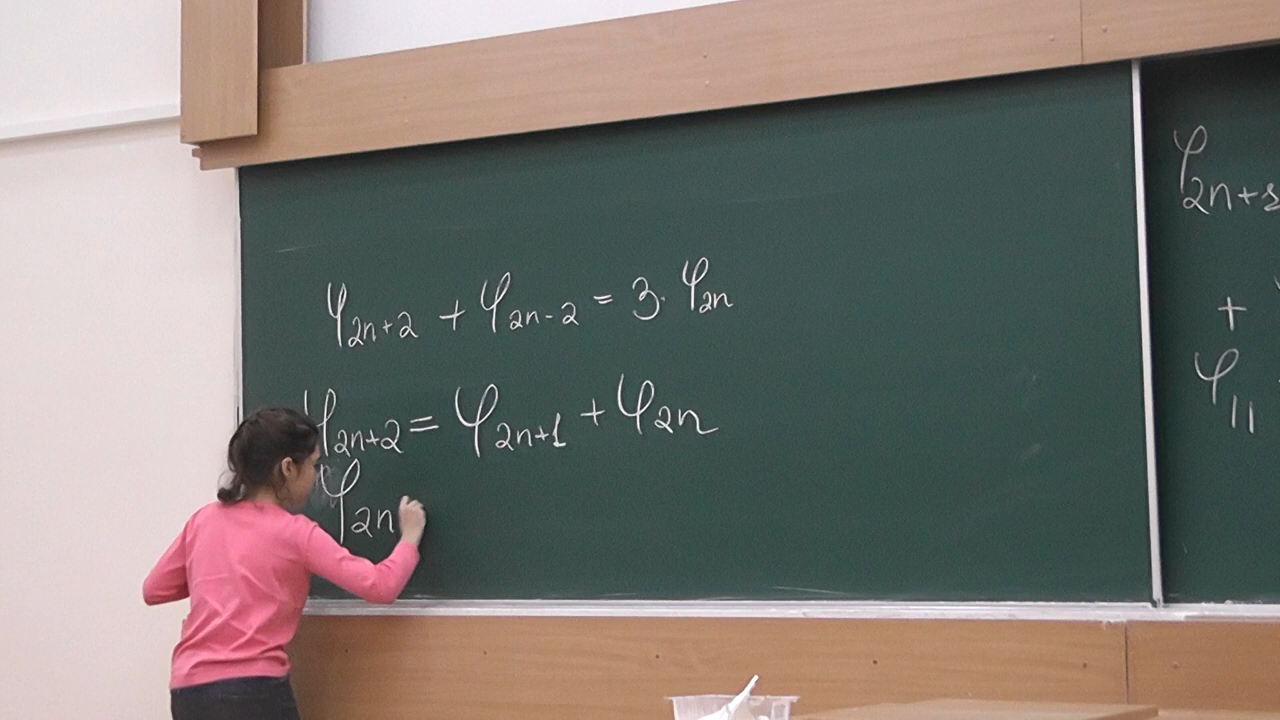 φ₂ₙ₊₂ + φ₂ₙ₋₂ = 3·φ₂ₙ
φ₂ₙ₊₂ = φ₂ₙ₊₁ + φ₂ₙ
φ₂ₙ
φ₂ₙ₊
+
φ₁₁